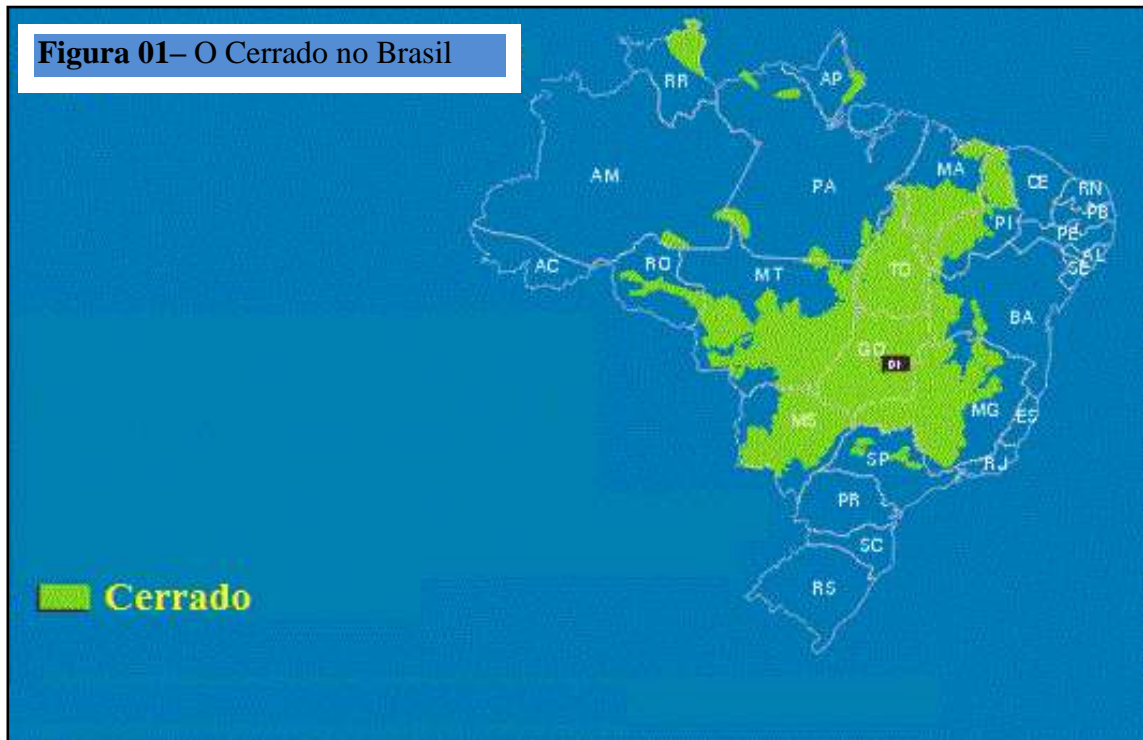 Figura 01– O Cerrado no Brasil
RR
AP
AM
PA
MA
CE
RN
PB
PI
PE
AL
SE
AC
RO
MT
TO
BA
GO
DF
MS
MG
ES
SP
RJ
PR
SC
RS
Cerrado